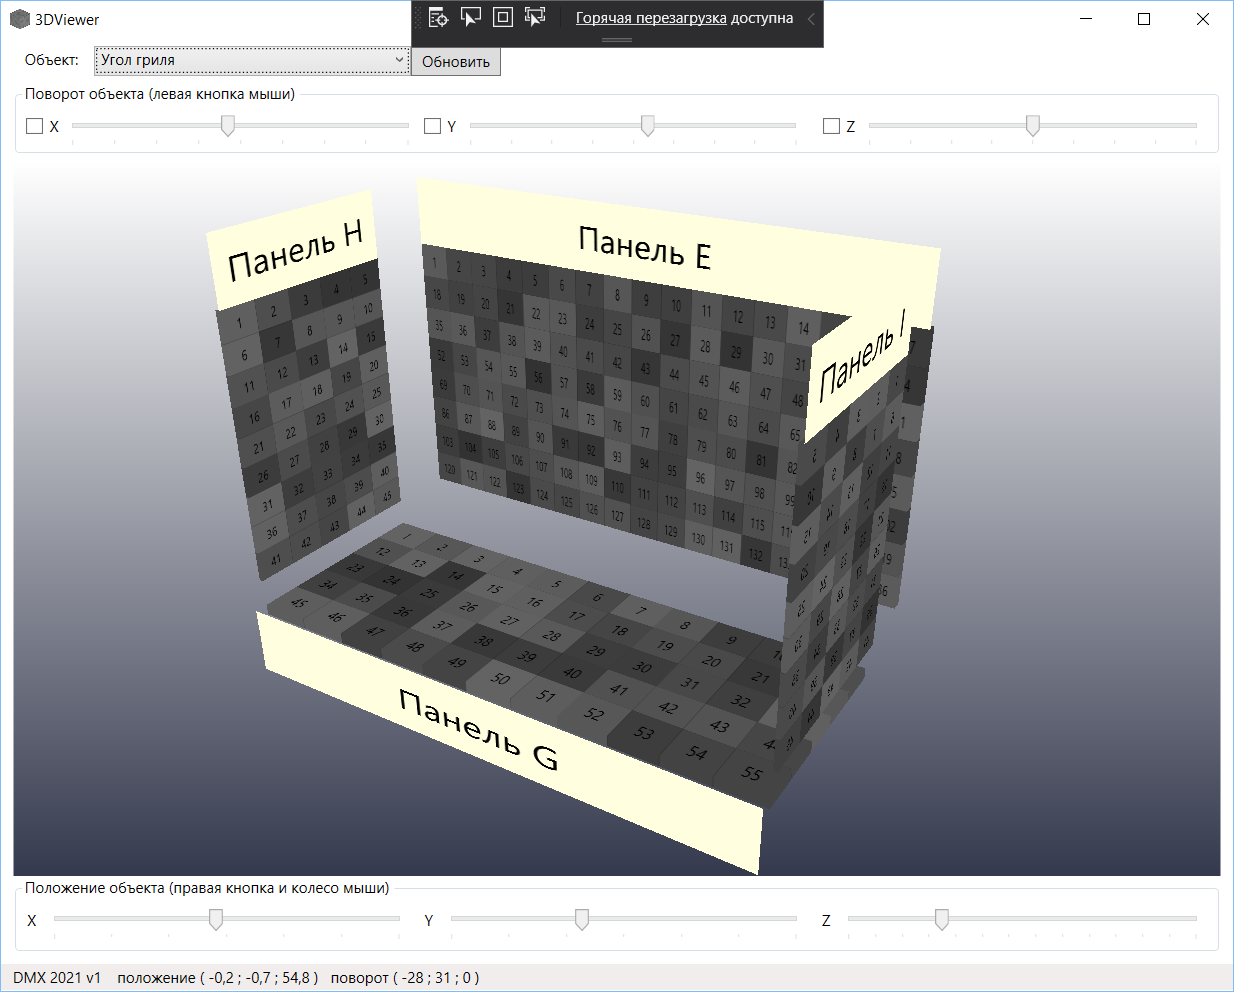 3DViewer
Горячая перезагрузка доступна
Объект: Угол гриля Обновить
Поворот объекта (левая кнопка мыши)
X Y Z
Панель H
Панель E
Панель I
Панель G
1 2 3 4 5
6 7 8 9 10
11 12 13 14 15
16 17 18 19 20
21 22 23 24 25
26 27 28 29 30
31 32 33 34 35
36 37 38 39 40
41 42 43 44 45
1 2 3 4 5 6 7 8 9 10 11 12 13 14
18 19 20 21 22 23 24 25 26 27 28 29 30 31
35 36 37 38 39 40 41 42 43 44 45 46 47 48
52 53 54 55 56 57 58 59 60 61 62 63 64 65
69 70 71 72 73 74 75 76 77 78 79 80 81 82
86 87 88 89 90 91 92 93 94 95 96 97 98 99
103 104 105 106 107 108 109 110 111 112 113 114 115
120 121 122 123 124 125 126 127 128 129 130 131 132
1 2 3 4 5 6 7 8 9
12 13 14 15 16 17 18 19 20 21
23 24 25 26 27 28 29 30 31 32
34 35 36 37 38 39 40 41 42 43
45 46 47 48 49 50 51 52 53 54 55
Положение объекта (правая кнопка и колесо мыши)
X Y Z
DMX 2021 v1 положение ( -0,2 ; -0,7 ; 54,8 ) поворот ( -28 ; 31 ; 0 )